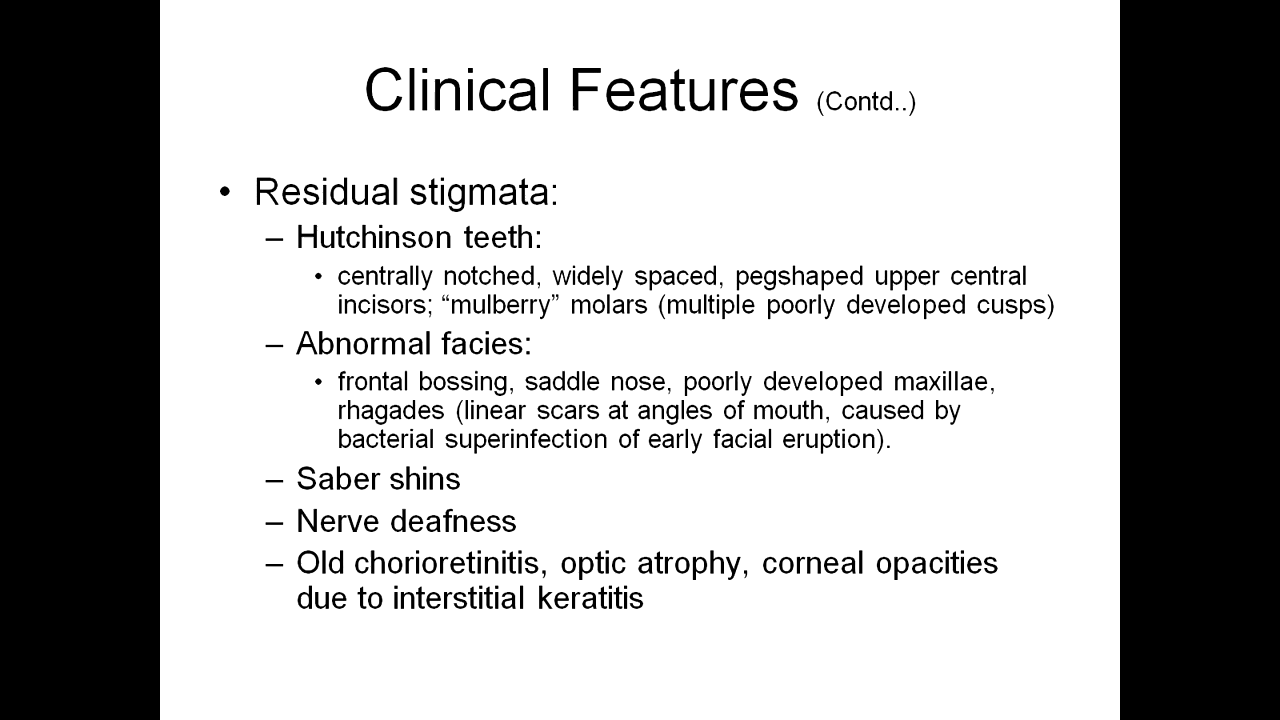 Clinical Features (Contd..)
• Residual stigmata:
– Hutchinson teeth:
• centrally notched, widely spaced, pegshaped upper central
incisors; “mulberry” molars (multiple poorly developed cusps)
– Abnormal facies:
• frontal bossing, saddle nose, poorly developed maxillae,
rhagades (linear scars at angles of mouth, caused by
bacterial superinfection of early facial eruption).
– Saber shins
– Nerve deafness
– Old chorioretinitis, optic atrophy, corneal opacities
due to interstitial keratitis